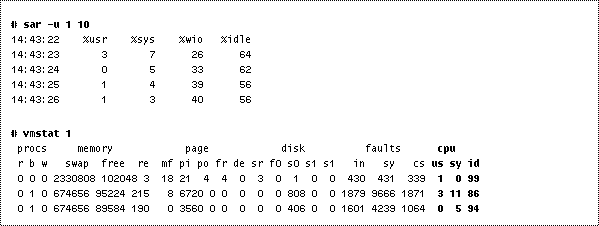 # sar -u 1 10
14:43:22 %usr %sys %wio %idle
14:43:23 3 7 26 64
14:43:24 0 5 33 62
14:43:25 1 4 39 56
14:43:26 1 3 40 56
# vmstat 1
procs memory page disk faults cpu
r b w swap free re mf pi po fr de sr f0 s0 s1 s1 in sy cs us sy id
0 0 0 2330808 102048 3 18 21 4 4 0 3 0 1 0 0 430 431 339 1 0 99
0 1 0 674656 95224 215 8 6720 0 0 0 0 0 808 0 0 1879 9666 1871 3 11 86
0 1 0 674656 89584 190 0 3560 0 0 0 0 0 406 0 0 1601 4239 1064 0 5 94